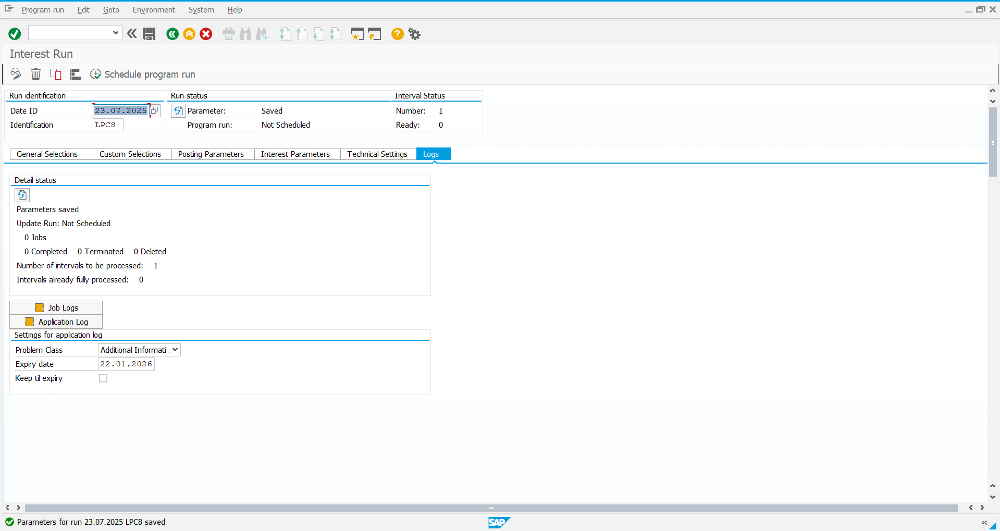 Program run Edit Goto Environment System Help
Interest Run
Schedule program run
Run identification Run status Interval Status
Date ID 23.07.2025 Parameter: Saved Number: 1
Identification LPC8 Program run: Not Scheduled Ready: 0
General Selections Custom Selections Posting Parameters Interest Parameters Technical Settings Logs
Detail status
Parameters saved
Update Run: Not Scheduled
0 Jobs
0 Completed 0 Terminated 0 Deleted
Number of intervals to be processed: 1
Intervals already fully processed: 0
Job Logs
Application Log
Settings for application log
Problem Class Additional Informati...
Expiry date 22.01.2026
Keep til expiry
Parameters for run 23.07.2025 LPC8 saved SAP